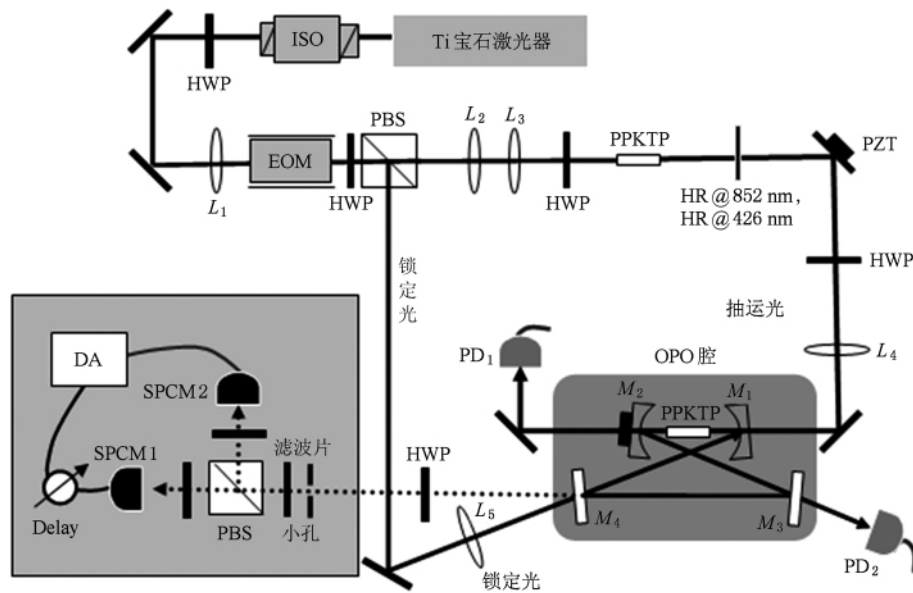 ISO
Ti宝石激光器
HWP
PBS
L2
L3
PPKTP
PZT
EOM
L1
HWP
HWP
HR@852 nm,
HR@426 nm
HWP
锁定光
抽运光
L4
DA
PD1
OPO腔
SPCM2
M2
M1
PPKTP
SPCM1
滤波片
HWP
Delay
PBS
小孔
L5
M4
M3
锁定光
PD2